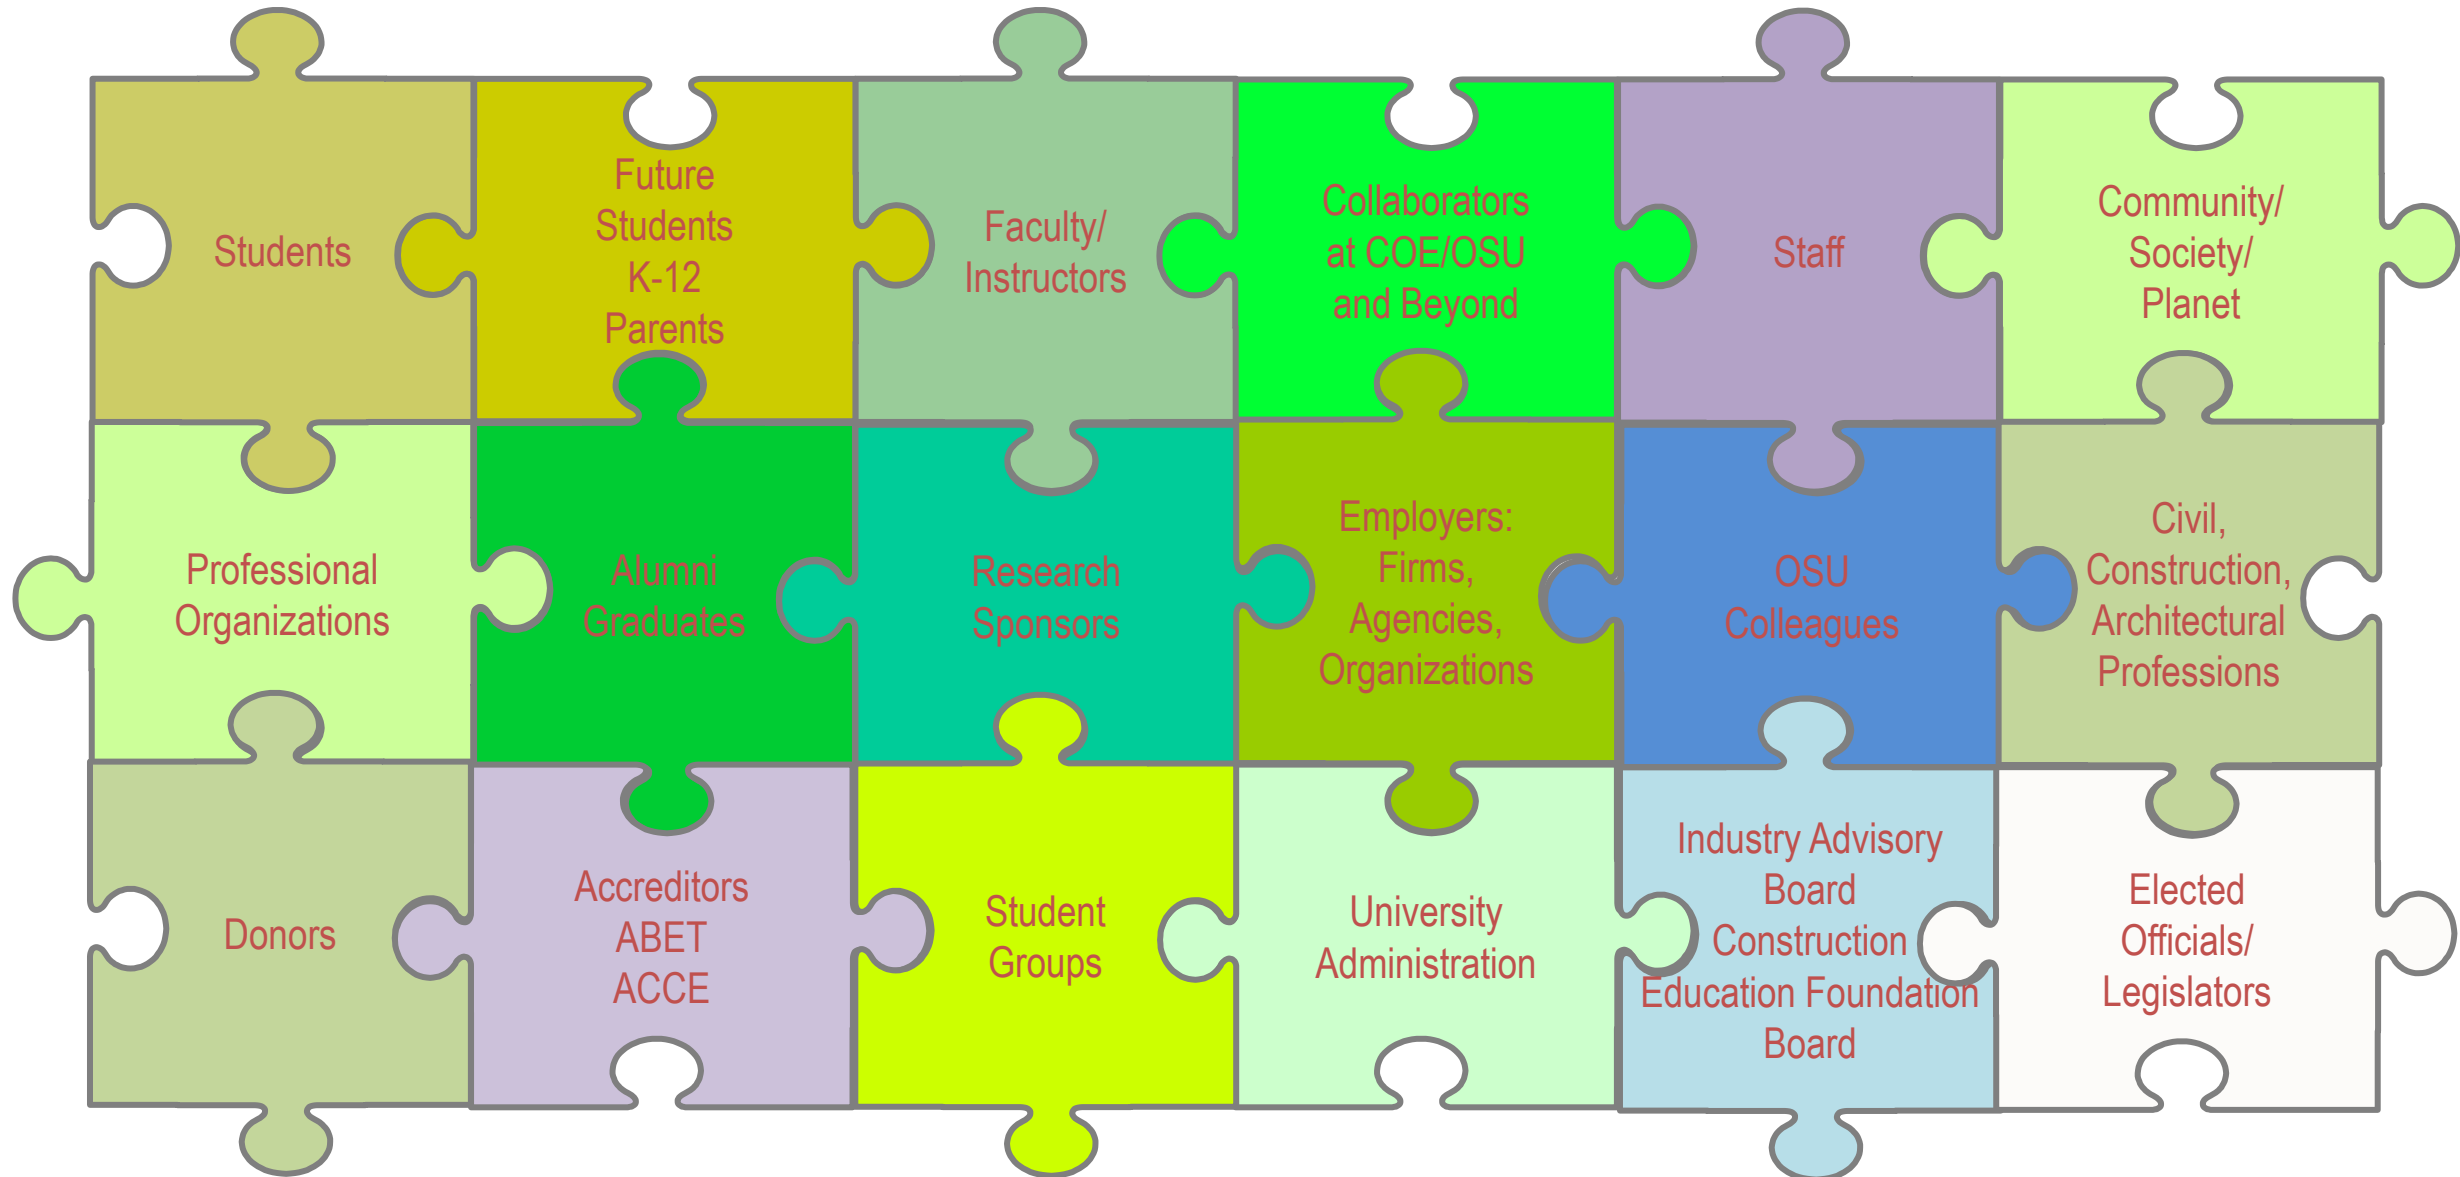 Students
Future
Students
K-12
Parents
Faculty/
Instructors
Collaborators
at COE/OSU
and Beyond
Staff
Community/
Society/
Planet
Professional
Organizations
Alumni
Graduates
Research
Sponsors
Employers:
Firms,
Agencies,
Organizations
OSU
Colleagues
Civil,
Construction,
Architectural
Professions
Donors
Accreditors
ABET
ACCE
Student
Groups
University
Administration
Industry Advisory
Board
Construction
Education Foundation
Board
Elected
Officials/
Legislators